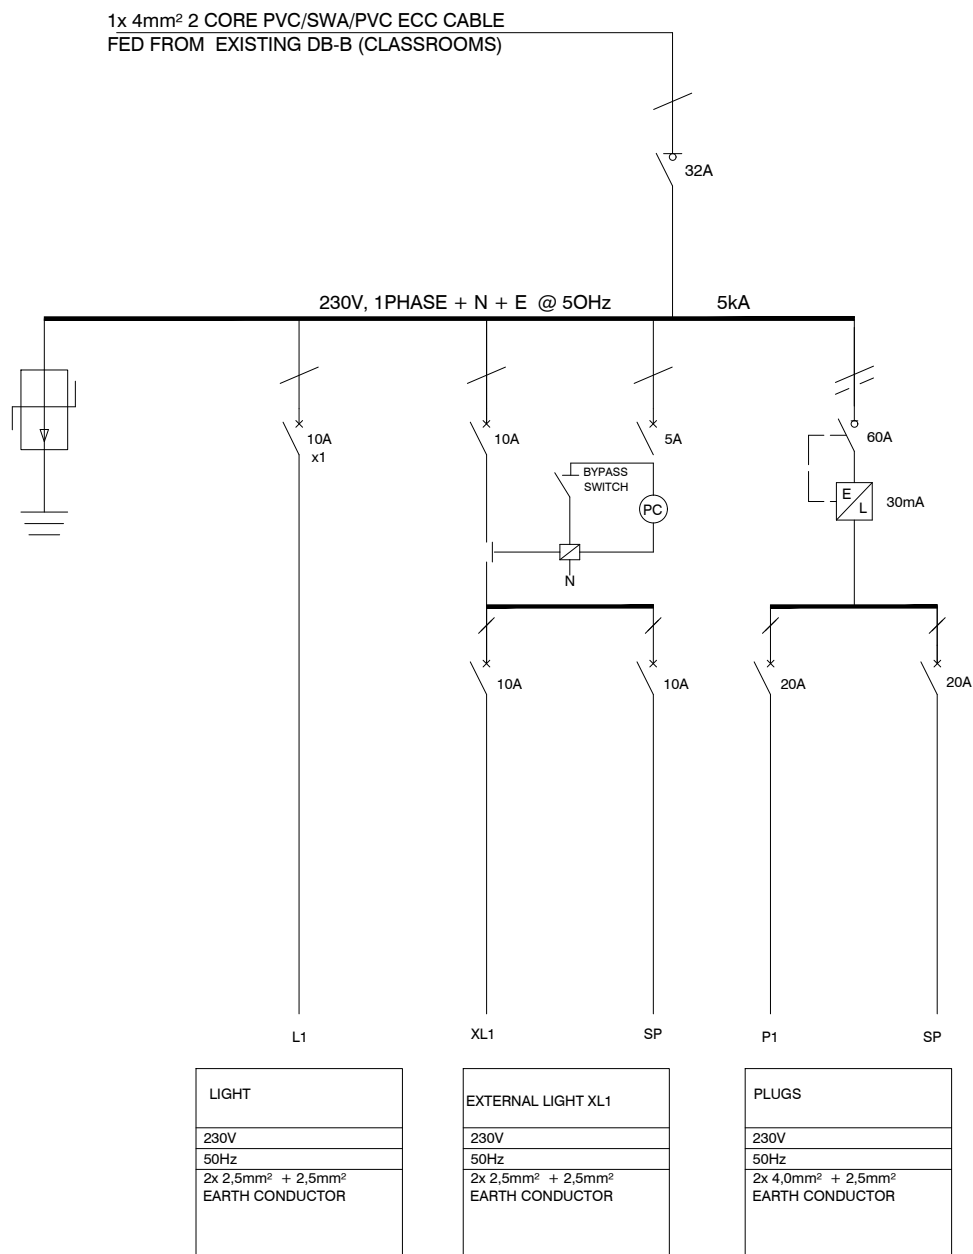 1x 4mm² 2 CORE PVC/SWA/PVC ECC CABLE
FED FROM EXISTING DB-B (CLASSROOMS)
32A
230V, 1PHASE + N + E @ 5OHz
5kA
10A
x1
10A
5A
60A
BYPASS
SWITCH
PC
E
L
30mA
N
10A
10A
20A
20A
L1
XL1
SP
P1
SP
LIGHT
230V
50Hz
2x 2,5mm² + 2,5mm²
EARTH CONDUCTOR
EXTERNAL LIGHT XL1
230V
50Hz
2x 2,5mm² + 2,5mm²
EARTH CONDUCTOR
PLUGS
230V
50Hz
2x 4,0mm² + 2,5mm²
EARTH CONDUCTOR